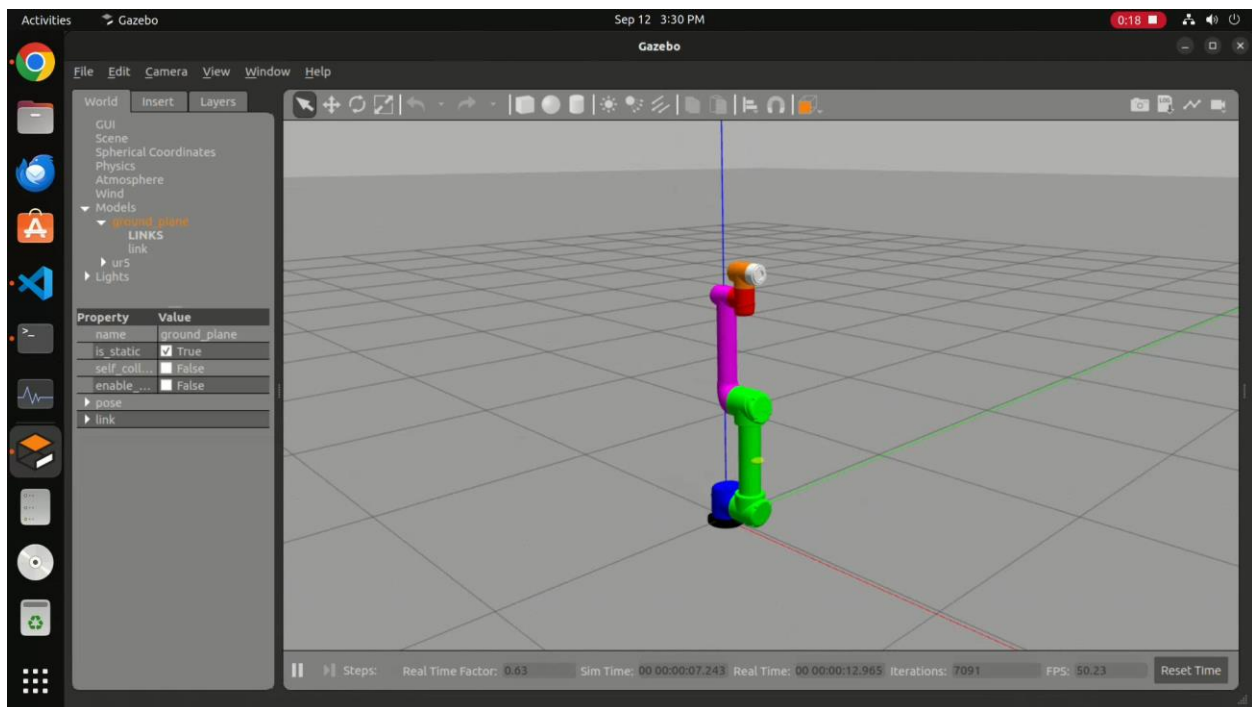 Activities Gazebo Sep 12 3:30 PM 0:18
Gazebo
File Edit Camera View Window Help
World Insert Layers
GUI
Scene
Spherical Coordinates
Physics
Atmosphere
Wind
Models
ground_plane
LINKS
link
ur5
Lights
Property Value
name ground_plane
is_static True
self_coll... False
enable_... False
pose
link
Steps: Real Time Factor: 0.63 Sim Time: 00 00:00:07.243 Real Time: 00 00:00:12.965 Iterations: 7091 FPS: 50.23 Reset Time